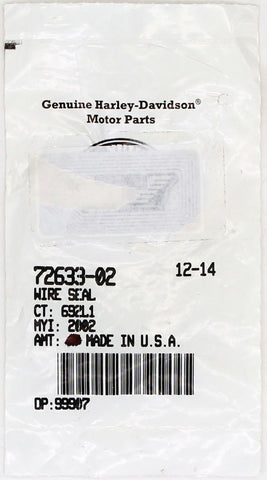 Genuine Harley-Davidson®
Motor Parts
72633-02 12-14
WIRE SEAL
CT: 692L1
MYI: 2002
AMT: MADE IN U.S.A.
DP:99907